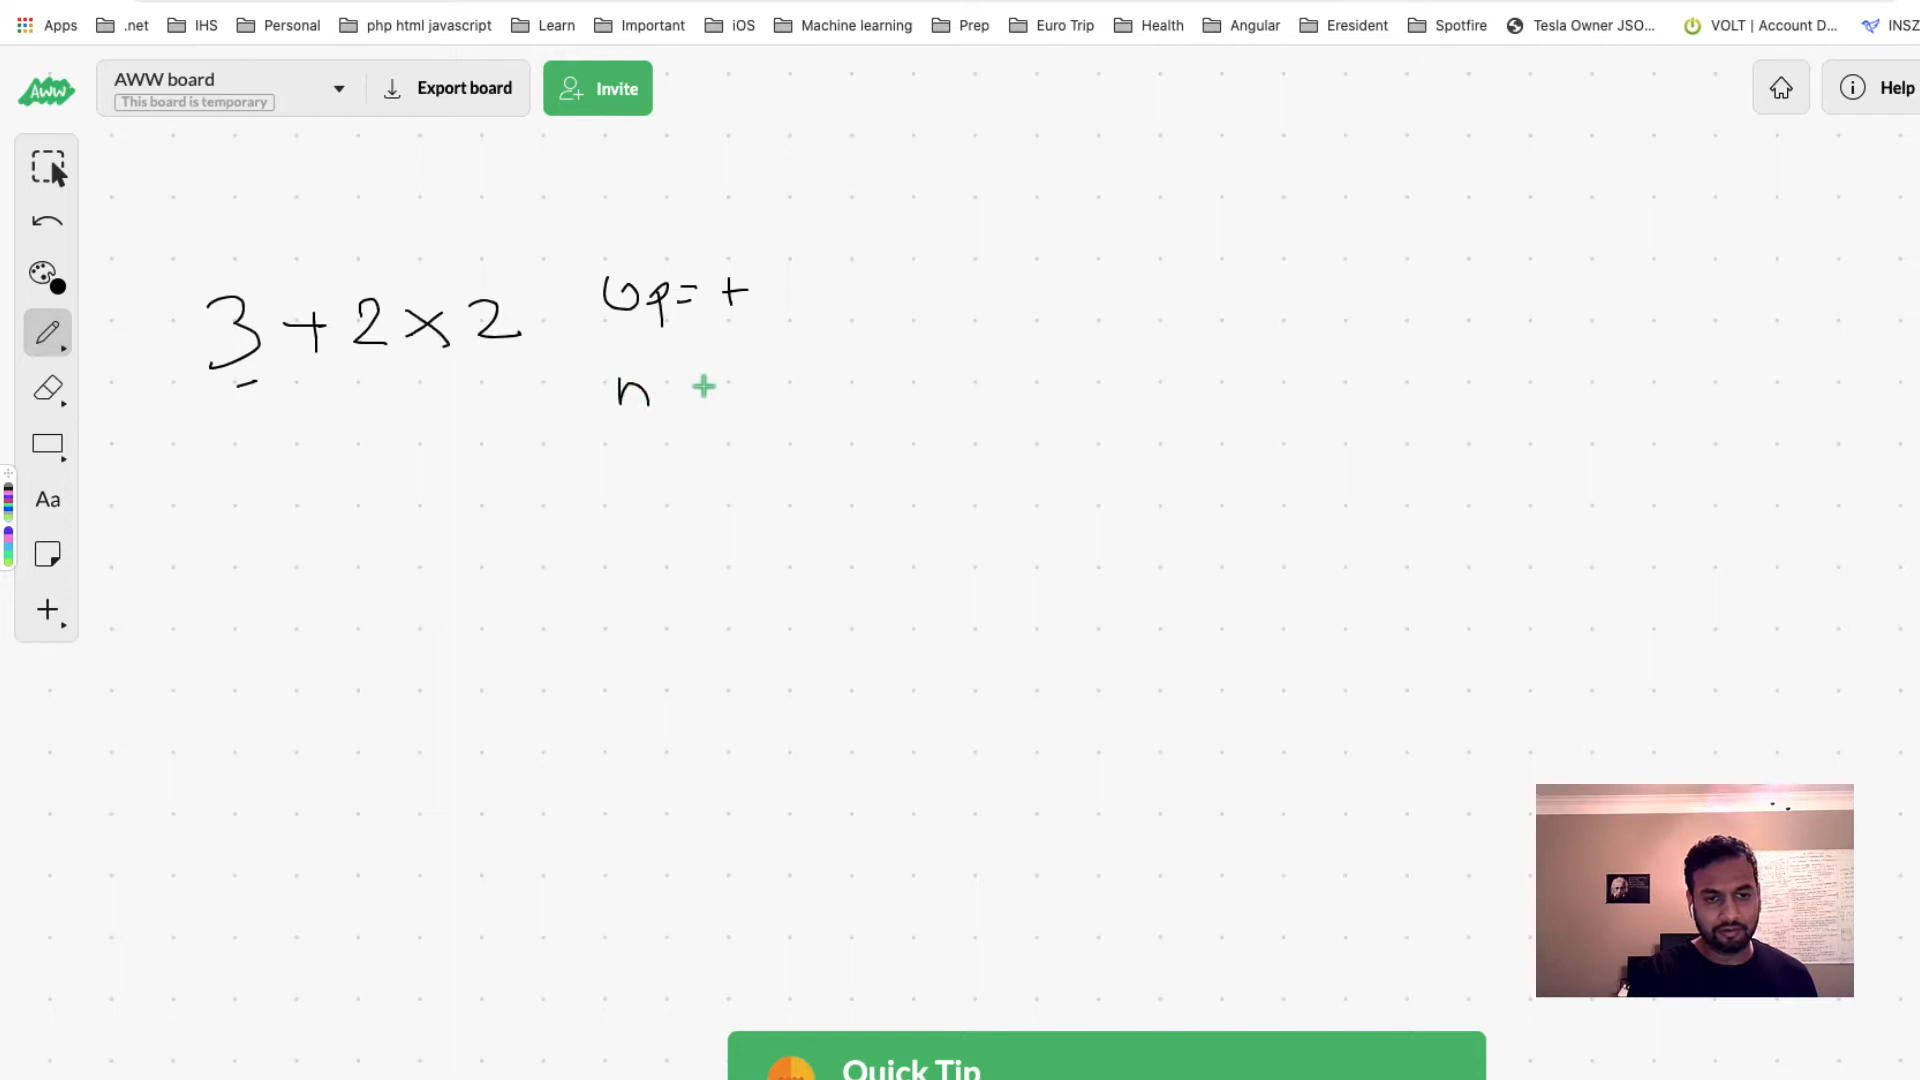 Apps .net IHS Personal php html javascript Learn Important iOS Machine learning Prep Euro Trip Health Angular Eresident Spotfire Tesla Owner JSO... VOLT | Account D... INSZ
AWW
AWW board
This board is temporary
Export board
Invite
Help
3 + 2 × 2
Op = +
n
Aa
Quick Tip